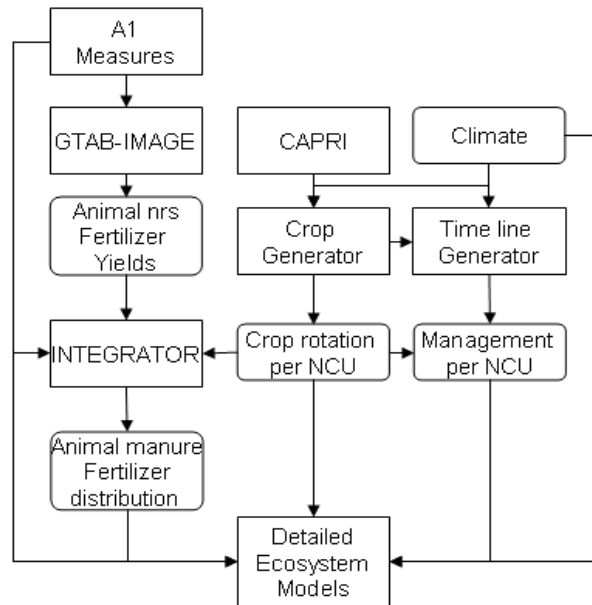 A1
Measures
GTAB-IMAGE
CAPRI
Climate
Animal nrs
Fertilizer
Yields
Crop
Generator
Time line
Generator
INTEGRATOR
Crop rotation
per NCU
Management
per NCU
Animal manure
Fertilizer
distribution
Detailed
Ecosystem
Models